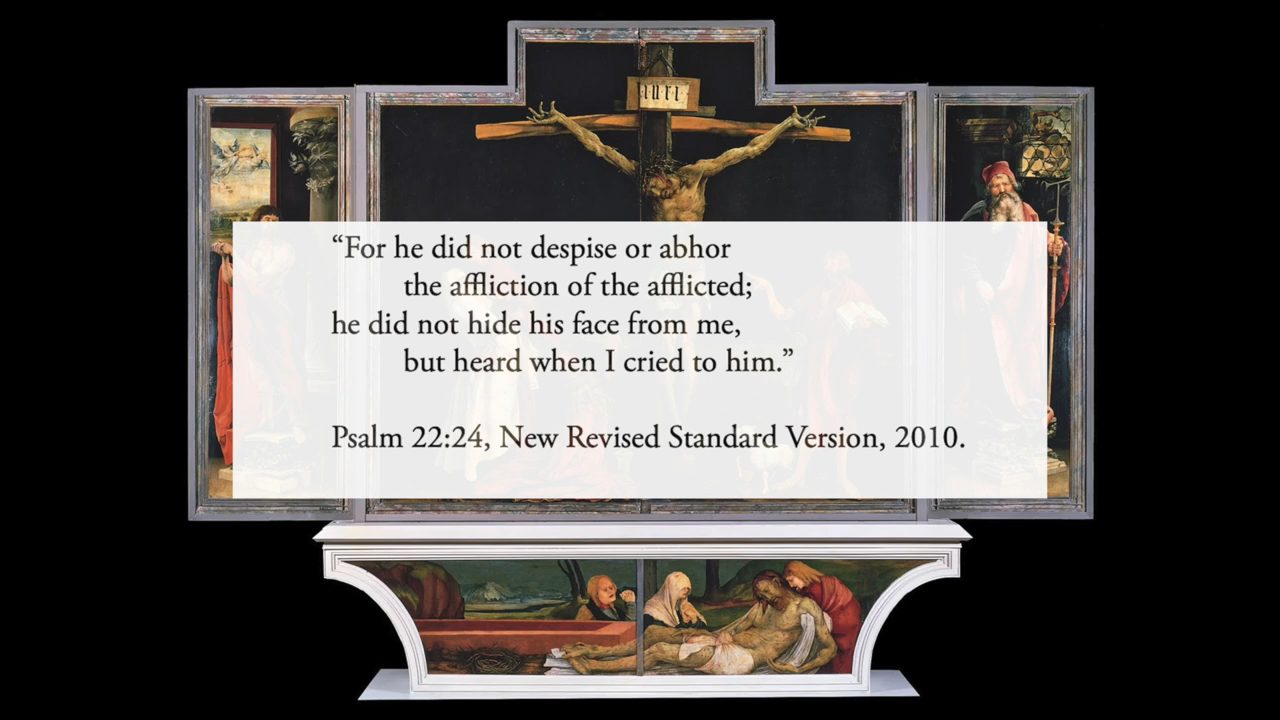 INRI
“For he did not despise or abhor
the affliction of the afflicted;
he did not hide his face from me,
but heard when I cried to him.”
Psalm 22:24, New Revised Standard Version, 2010.